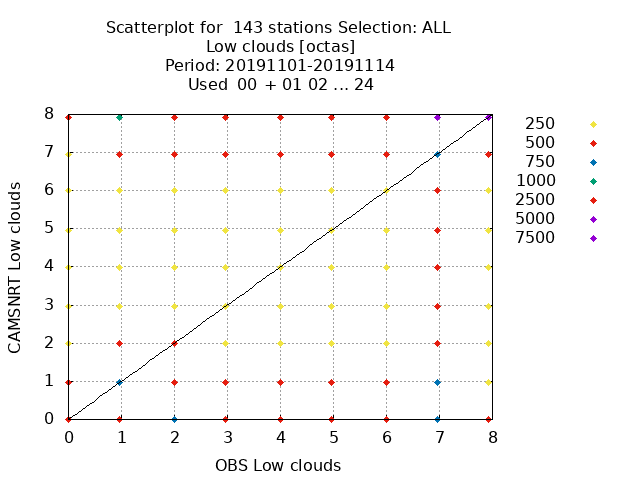 Scatterplot for 143 stations Selection: ALL
Low clouds [octas]
Period: 20191101-20191114
Used 00 + 01 02 ... 24
8
7
6
5
4
3
2
1
0
CAMSNRT Low clouds
0 1 2 3 4 5 6 7 8
OBS Low clouds
250
500
750
1000
2500
5000
7500